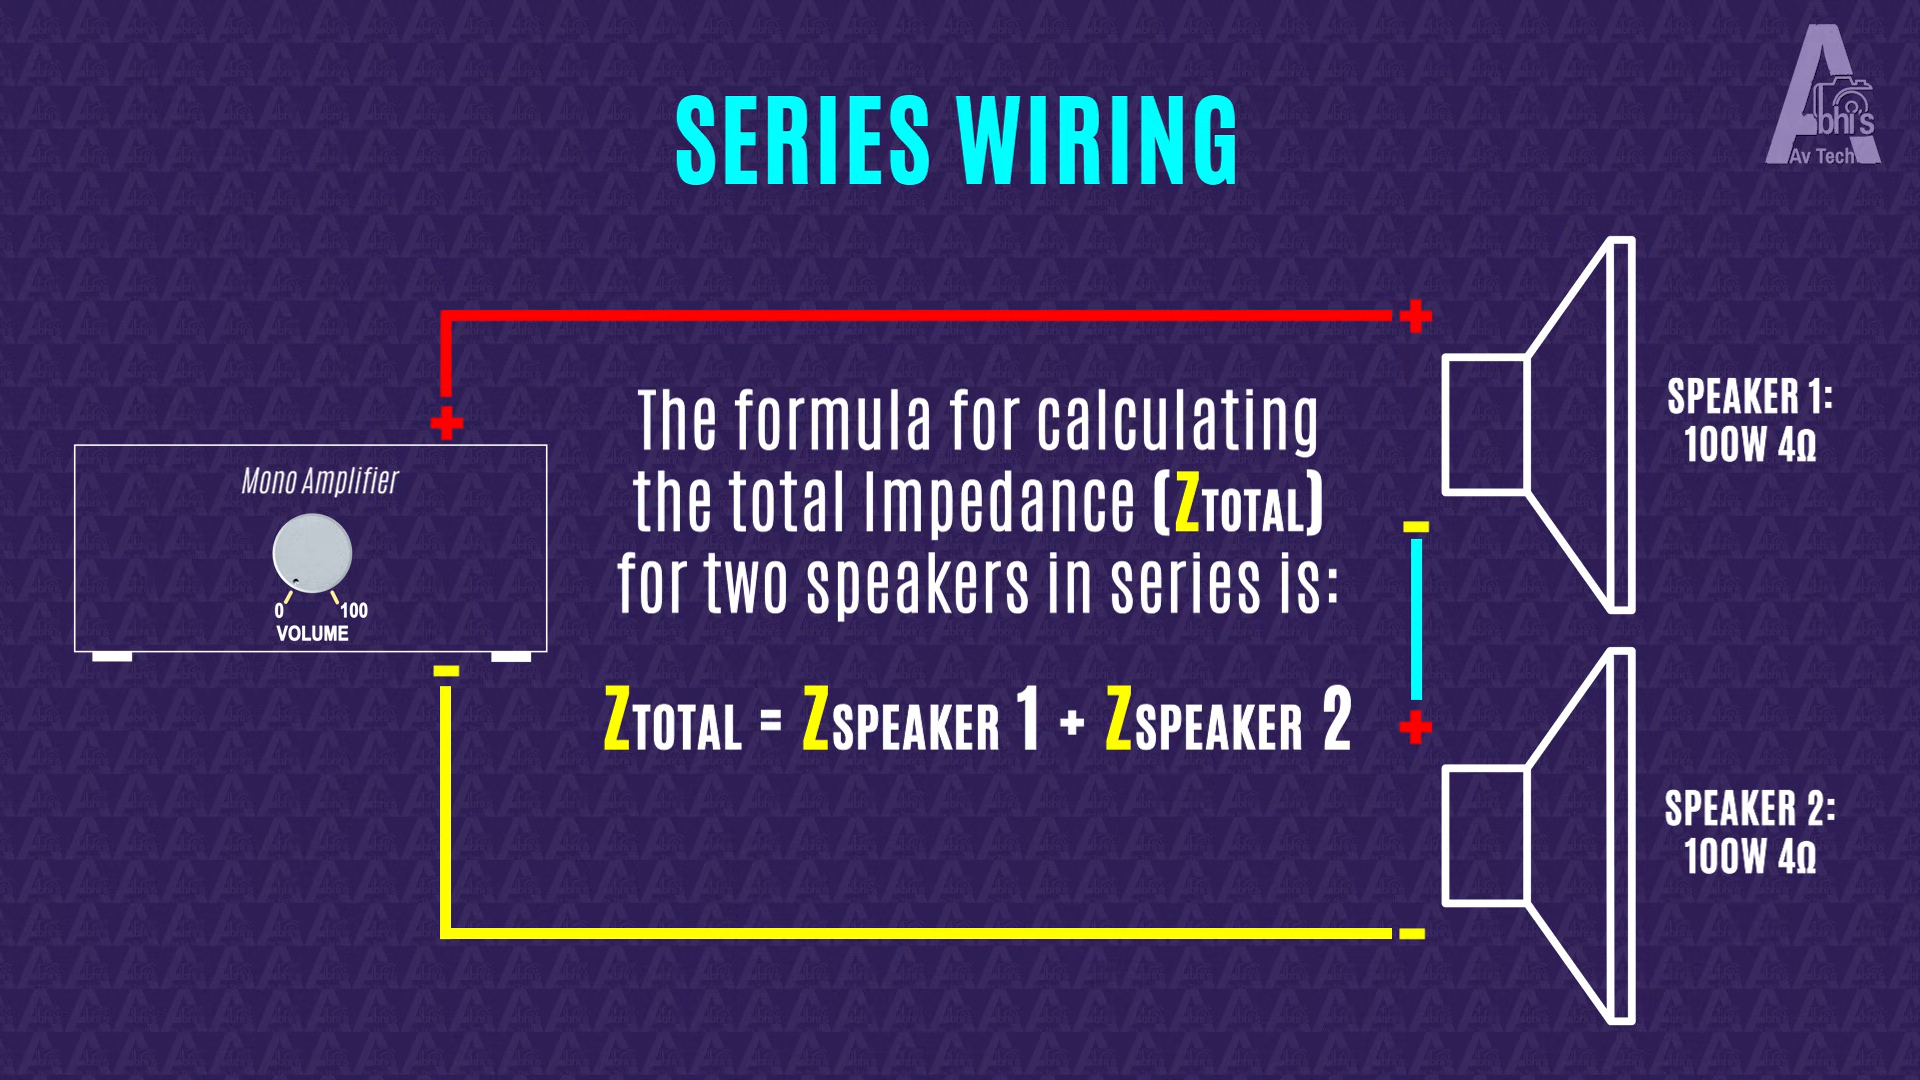 SERIES WIRING
Abhi's
Av Tech
+
+
Mono Amplifier
0 100
VOLUME
-
The formula for calculating
the total Impedance (ZTOTAL)
for two speakers in series is:
ZTOTAL = ZSPEAKER 1 + ZSPEAKER 2
SPEAKER 1:
100W 4Ω
-
+
SPEAKER 2:
100W 4Ω
-